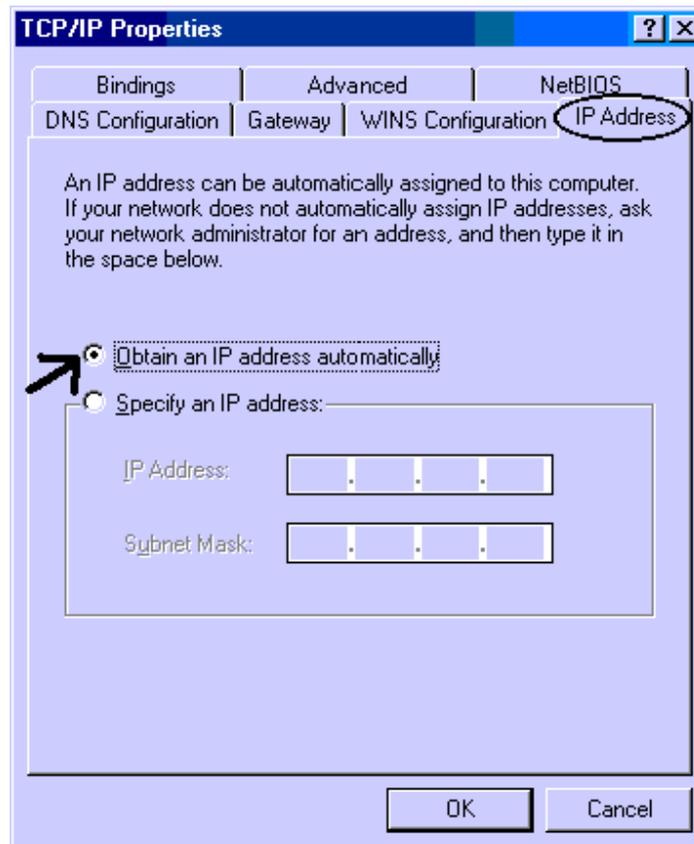 TCP/IP Properties
? X
Bindings Advanced NetBIOS
DNS Configuration Gateway WINS Configuration IP Address
An IP address can be automatically assigned to this computer.
If your network does not automatically assign IP addresses, ask
your network administrator for an address, and then type it in
the space below.
Obtain an IP address automatically
Specify an IP address:
IP Address:
. . .
Subnet Mask:
. . .
OK Cancel